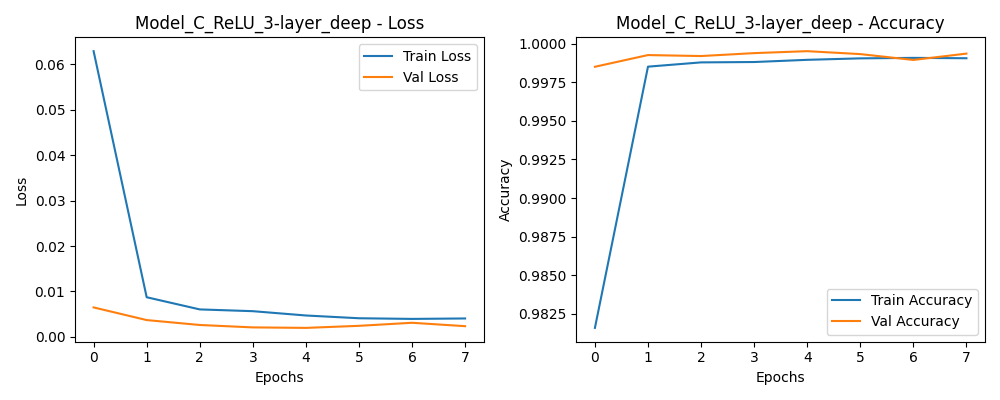 Model_C_ReLU_3-layer_deep - Loss
Train Loss
Val Loss
0.06
0.05
0.04
0.03
0.02
0.01
0.00
Loss
0 1 2 3 4 5 6 7
Epochs
Model_C_ReLU_3-layer_deep - Accuracy
1.0000
0.9975
0.9950
0.9925
0.9900
0.9875
0.9850
0.9825
Accuracy
Train Accuracy
Val Accuracy
0 1 2 3 4 5 6 7
Epochs